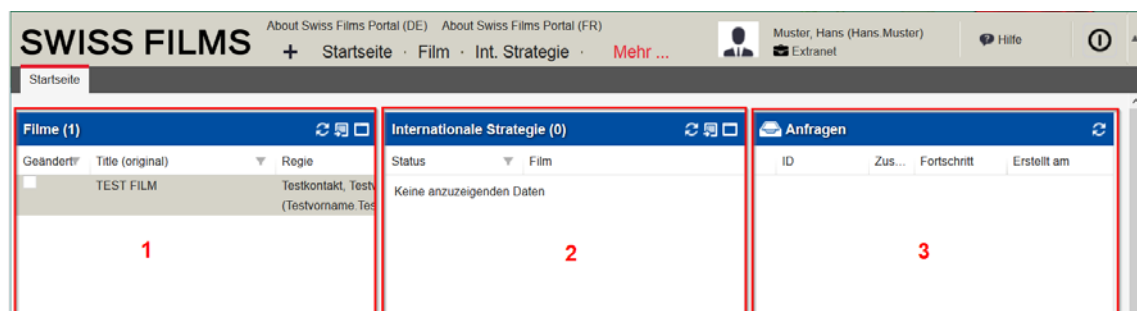 SWISS FILMS
About Swiss Films Portal (DE) About Swiss Films Portal (FR)
+ Startseite · Film · Int. Strategie · Mehr ...
Muster, Hans (Hans.Muster)
Extranet
Hilfe
Startseite
Filme (1)
Geändert Title (original) Regie
TEST FILM Testkontakt, Testv
(Testvorname.Tes
1
Internationale Strategie (0)
Status Film
Keine anzuzeigenden Daten
2
Anfragen
ID Zus... Fortschritt Erstellt am
3